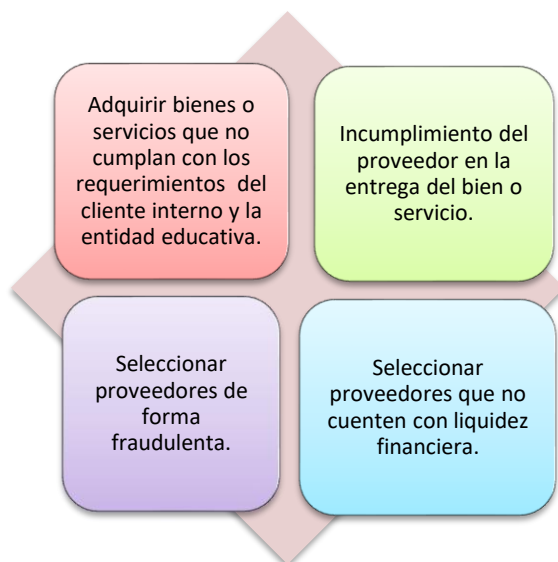 Adquirir bienes o
servicios que no
cumplan con los
requerimientos del
cliente interno y la
entidad educativa.
Incumplimiento del
proveedor en la
entrega del bien o
servicio.
Seleccionar
proveedores de
forma
fraudulenta.
Seleccionar
proveedores que no
cuenten con liquidez
financiera.